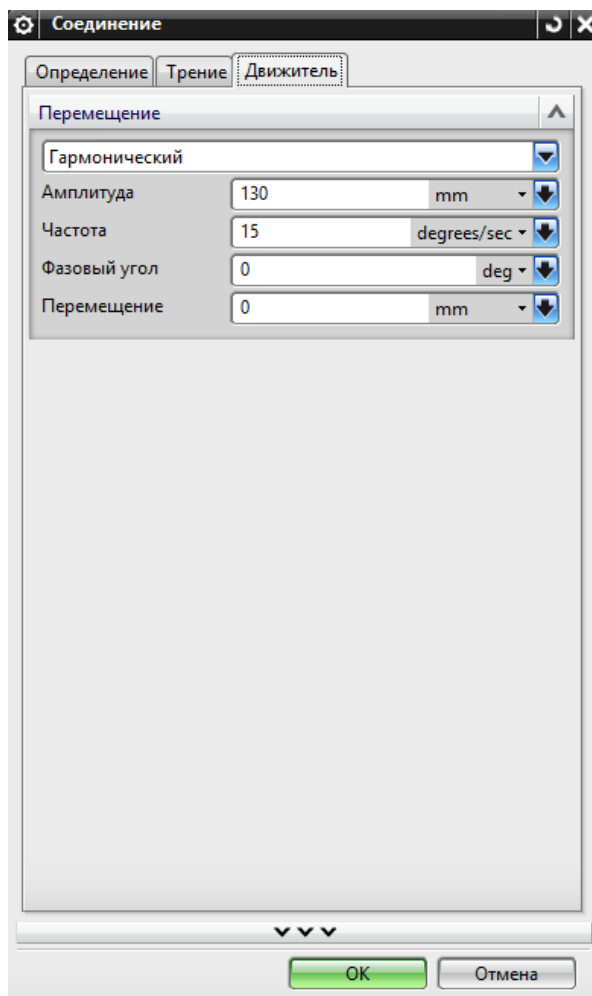 Соединение
Определение Трение Движитель
Перемещение
Гармонический
Амплитуда 130 mm
Частота 15 degrees/sec
Фазовый угол 0 deg
Перемещение 0 mm
OK Отмена